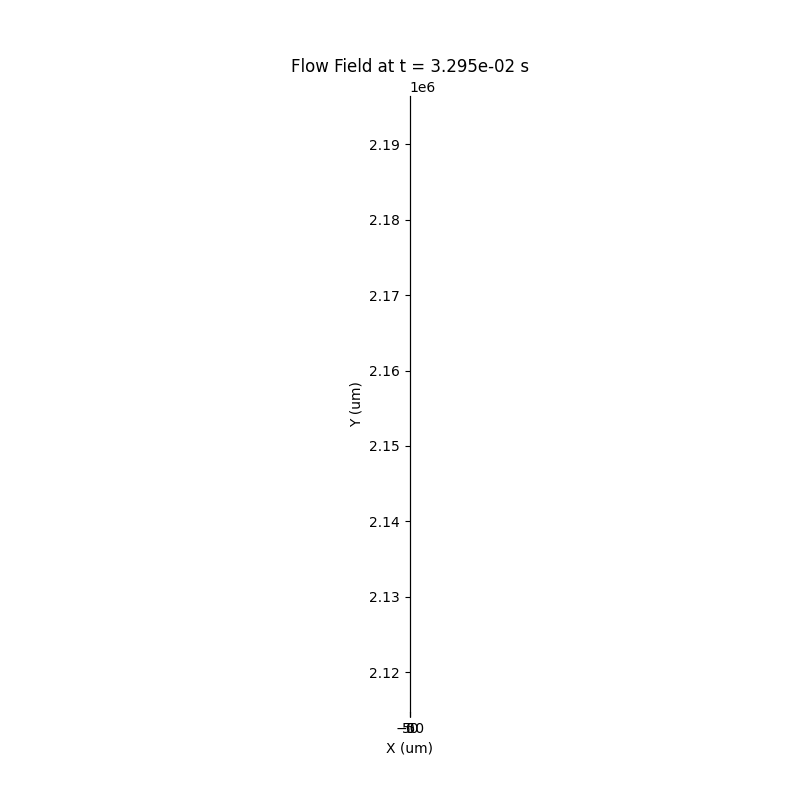 Flow Field at t = 3.295e-02 s
1e6
2.19
2.18
2.17
2.16
2.15
2.14
2.13
2.12
Y (um)
X (um)